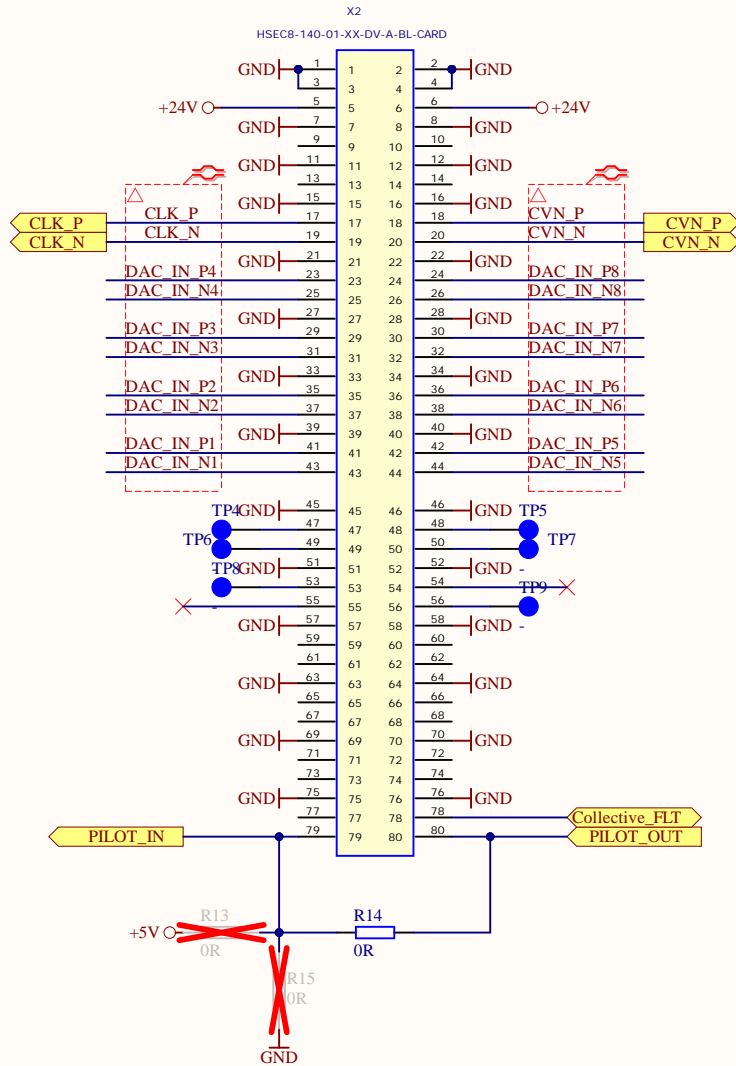 X2
HSEC8-140-01-XX-DV-A-BL-CARD
GND 1 1 2 2 GND
3 3 4 4
+24V 5 5 6 6 +24V
GND 7 7 8 8 GND
9 9 10 10
GND 11 11 12 12 GND
13 13 14 14
GND 15 15 16 16 GND
CLK_P CLK_P 17 17 18 18 CVN_P CVN_P
CLK_N CLK_N 19 19 20 20 CVN_N CVN_N
GND 21 21 22 22 GND
DAC_IN_P4 23 23 24 24 DAC_IN_P8
DAC_IN_N4 25 25 26 26 DAC_IN_N8
GND 27 27 28 28 GND
DAC_IN_P3 29 29 30 30 DAC_IN_P7
DAC_IN_N3 31 31 32 32 DAC_IN_N7
GND 33 33 34 34 GND
DAC_IN_P2 35 35 36 36 DAC_IN_P6
DAC_IN_N2 37 37 38 38 DAC_IN_N6
GND 39 39 40 40 GND
DAC_IN_P1 41 41 42 42 DAC_IN_P5
DAC_IN_N1 43 43 44 44 DAC_IN_N5
GND 45 45 46 46 GND
TP4 47 47 48 48 TP5
TP6 49 49 50 50 TP7
GND 51 51 52 52 GND -
TP8 53 53 54 54
- 55 55 56 56 TP9
GND 57 57 58 58 GND -
59 59 60 60
61 61 62 62
GND 63 63 64 64 GND
65 65 66 66
67 67 68 68
GND 69 69 70 70 GND
71 71 72 72
73 73 74 74
GND 75 75 76 76 GND
77 77 78 78 Collective_FLT
PILOT_IN 79 79 80 80 PILOT_OUT
R13 R14
+5V
0R 0R
R15
0R
GND